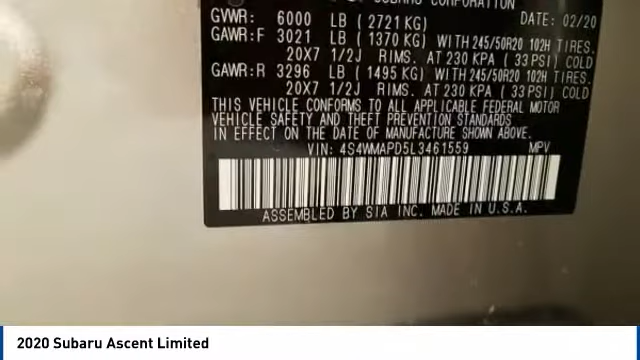 SUBARU CORPORATION
GVWR: 6000 LB (2721 KG) DATE: 02/20
GAWR:F 3021 LB (1370 KG) WITH 245/50R20 102H TIRES.
20X7 1/2J RIMS. AT 230 KPA (33 PSI) COLD
GAWR:R 3296 LB (1495 KG) WITH 245/50R20 102H TIRES.
20X7 1/2J RIMS. AT 230 KPA (33 PSI) COLD
THIS VEHICLE CONFORMS TO ALL APPLICABLE FEDERAL MOTOR
VEHICLE SAFETY AND THEFT PREVENTION STANDARDS
IN EFFECT ON THE DATE OF MANUFACTURE SHOWN ABOVE.
VIN: 4S4WMAPD5L3461559 MPV
ASSEMBLED BY SIA INC. MADE IN U.S.A.
2020 Subaru Ascent Limited